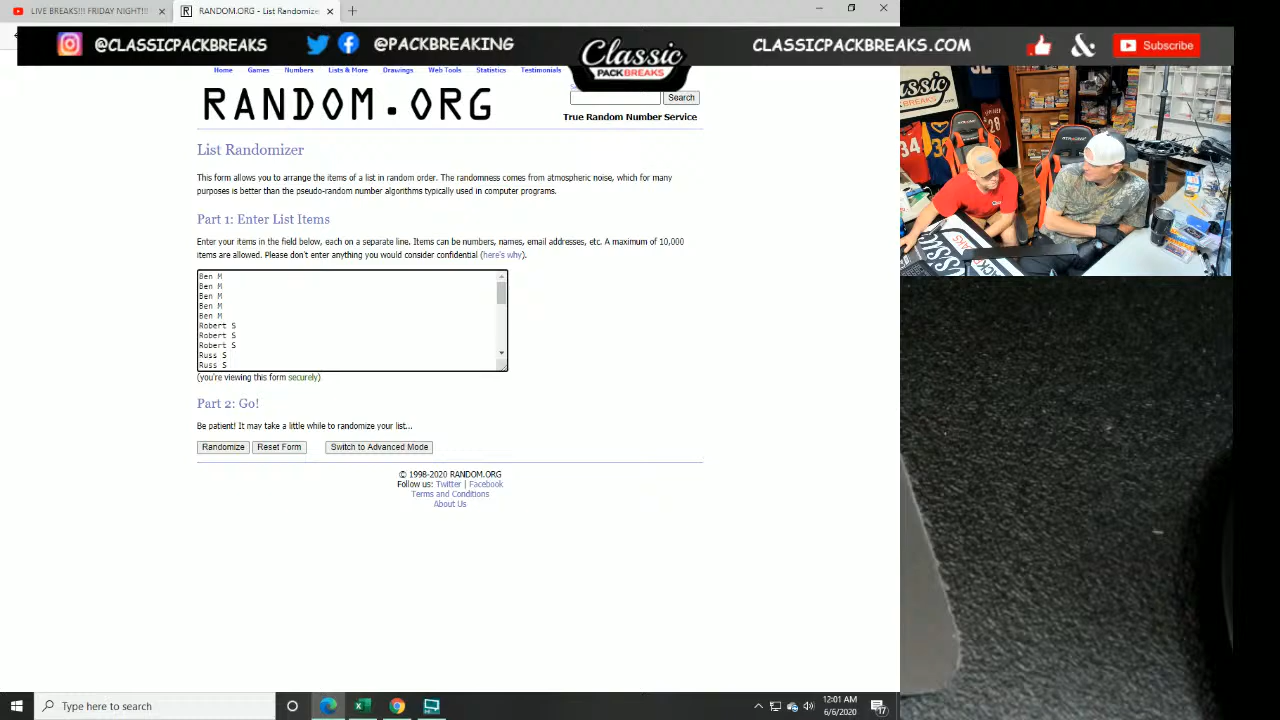 LIVE BREAKS!!! FRIDAY NIGHT!!!
RANDOM.ORG - List Randomizer
@CLASSICPACKBREAKS
@PACKBREAKING
Classic
PACK BREAKS
CLASSICPACKBREAKS.COM
&
Subscribe
Home Games Numbers Lists & More Drawings Web Tools Statistics Testimonials
RANDOM.ORG
Search
True Random Number Service
List Randomizer
This form allows you to arrange the items of a list in random order. The randomness comes from atmospheric noise, which for many
purposes is better than the pseudo-random number algorithms typically used in computer programs.
Part 1: Enter List Items
Enter your items in the field below, each on a separate line. Items can be numbers, names, email addresses, etc. A maximum of 10,000
items are allowed. Please don't enter anything you would consider confidential (here's why).
Ben M
Ben M
Ben M
Ben M
Ben M
Robert S
Robert S
Robert S
Russ S
Russ S
(you're viewing this form securely)
Part 2: Go!
Be patient! It may take a little while to randomize your list...
Randomize Reset Form Switch to Advanced Mode
© 1998-2020 RANDOM.ORG
Follow us: Twitter | Facebook
Terms and Conditions
About Us
Classic
BREAKS
34
28
Type here to search
12:01 AM
6/6/2020
17